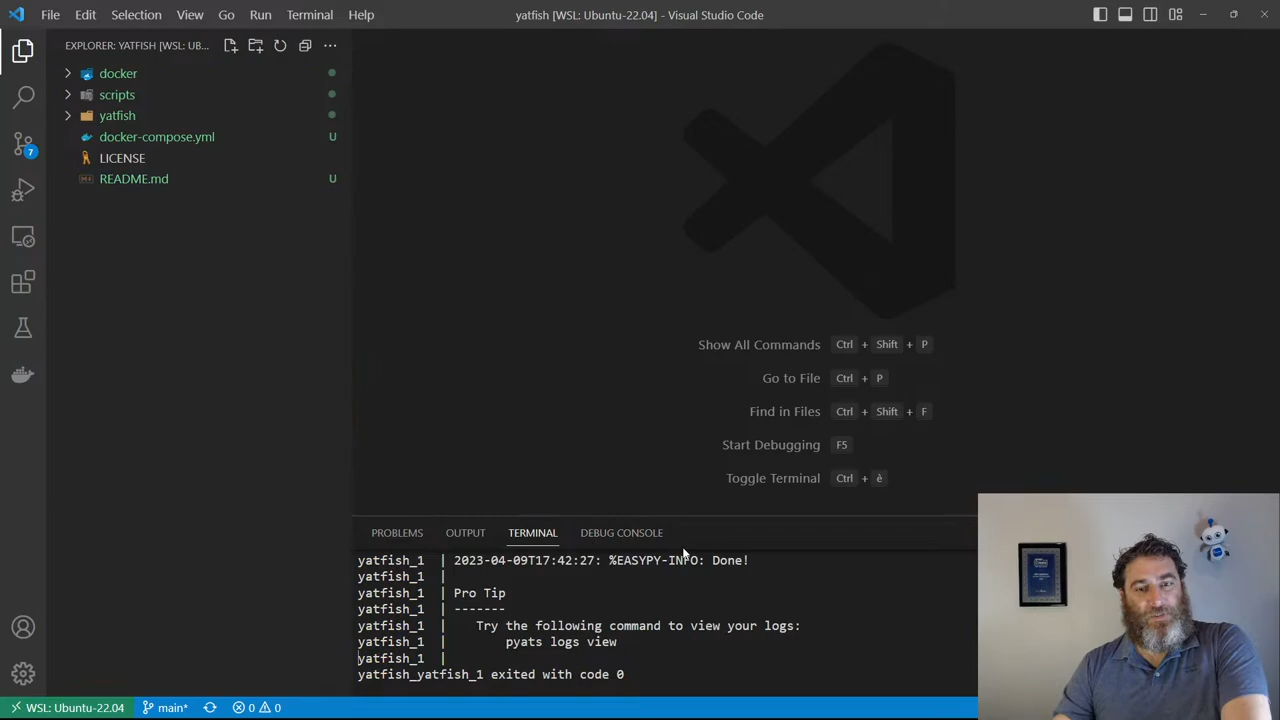 File Edit Selection View Go Run Terminal Help
yatfish [WSL: Ubuntu-22.04] - Visual Studio Code
EXPLORER: YATFISH [WSL: UB...
docker
scripts
yatfish
docker-compose.yml U
LICENSE
README.md U
7
Show All Commands Ctrl + Shift + P
Go to File Ctrl + P
Find in Files Ctrl + Shift + F
Start Debugging F5
Toggle Terminal Ctrl + è
PROBLEMS OUTPUT TERMINAL DEBUG CONSOLE
yatfish_1 | 2023-04-09T17:42:27: %EASYPY-INFO: Done!
yatfish_1 |
yatfish_1 | Pro Tip
yatfish_1 | -------
yatfish_1 | Try the following command to view your logs:
yatfish_1 | pyats logs view
yatfish_1 |
yatfish_yatfish_1 exited with code 0
WSL: Ubuntu-22.04 main* 0 0